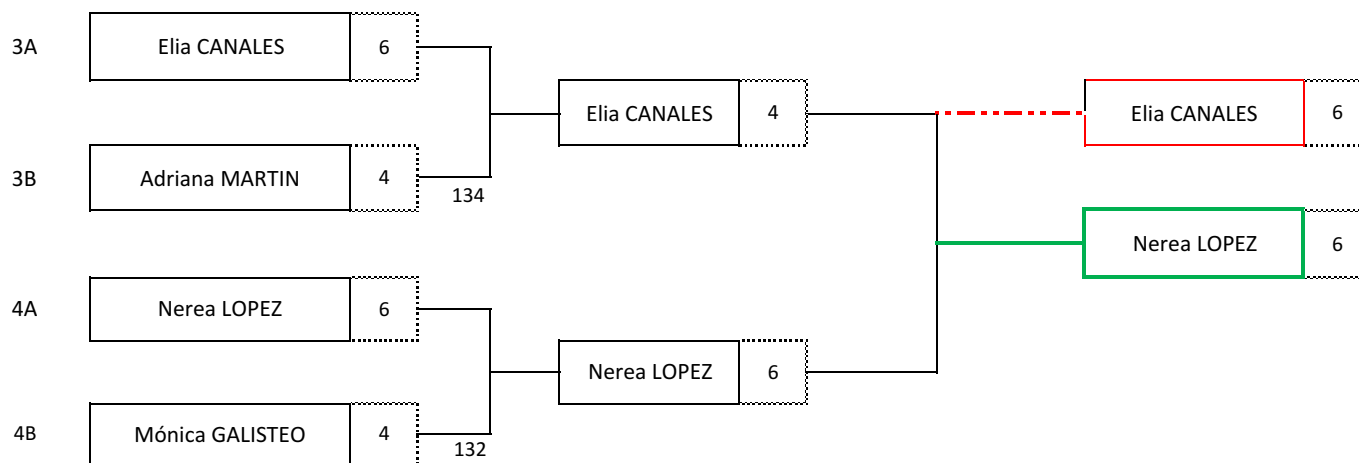 3A Elia CANALES 6
Elia CANALES 4
Elia CANALES 6
3B Adriana MARTIN 4
134
Nerea LOPEZ 6
4A Nerea LOPEZ 6
Nerea LOPEZ 6
4B Mónica GALISTEO 4
132